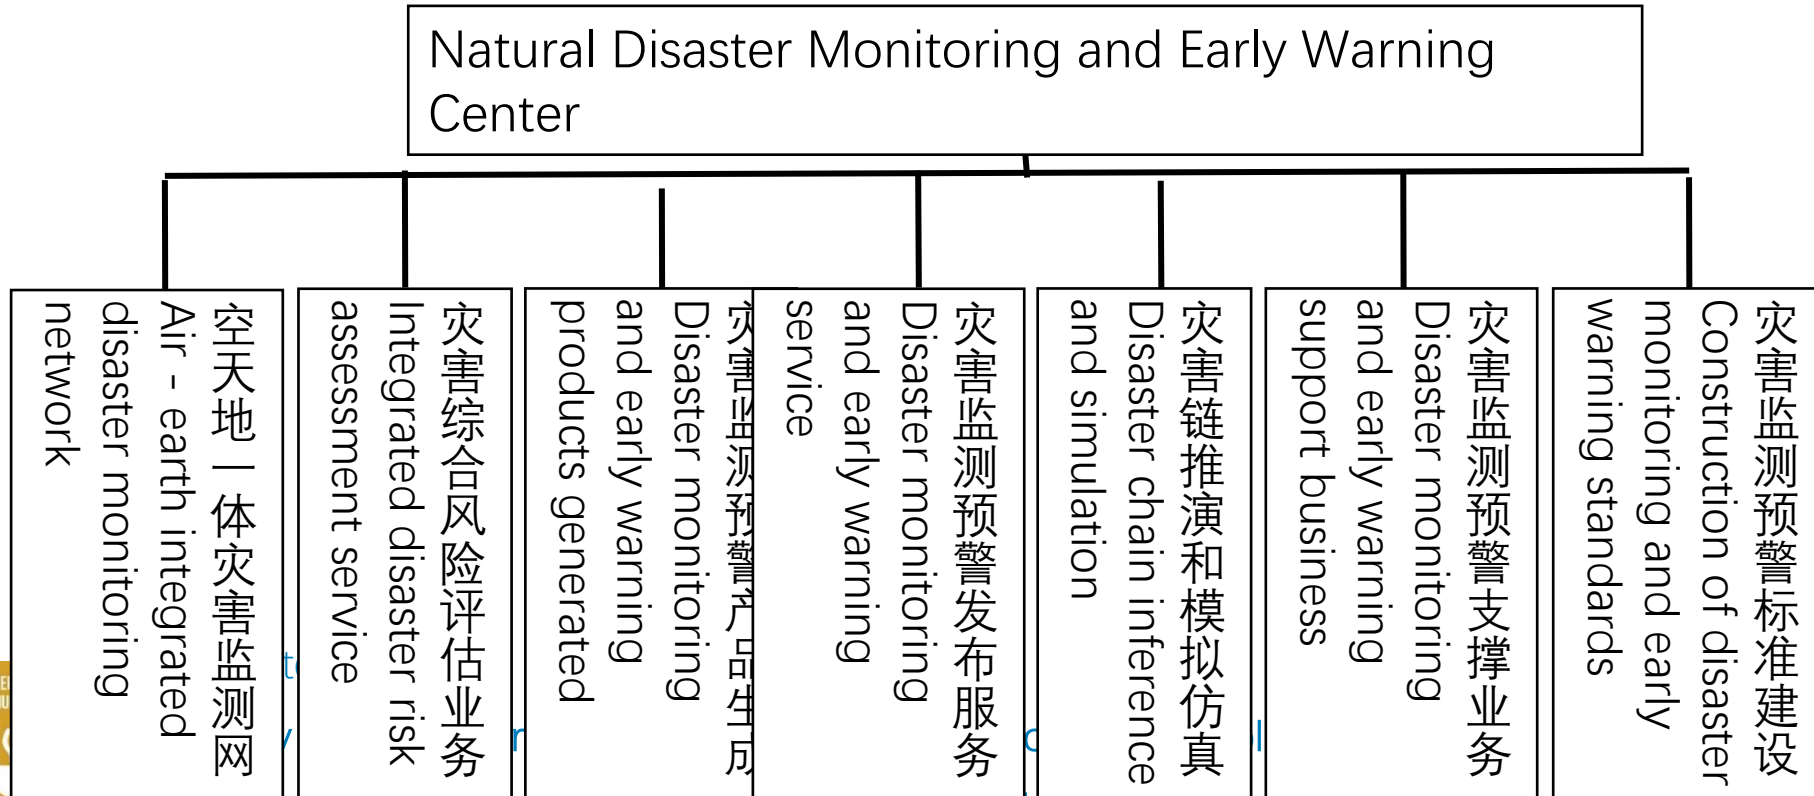 Natural Disaster Monitoring and Early Warning
Center
空天地一体灾害监测网
Air - earth integrated
disaster monitoring
network
灾害综合风险评估业务
Integrated disaster risk
assessment service
灾害监测预警产品生成
Disaster monitoring
and early warning
products generated
灾害监测预警发布服务
Disaster monitoring
and early warning
service
灾害链推演和模拟仿真
Disaster chain inference
and simulation
灾害监测预警支撑业务
Disaster monitoring
and early warning
support business
灾害监测预警标准建设
Construction of disaster
monitoring and early
warning standards